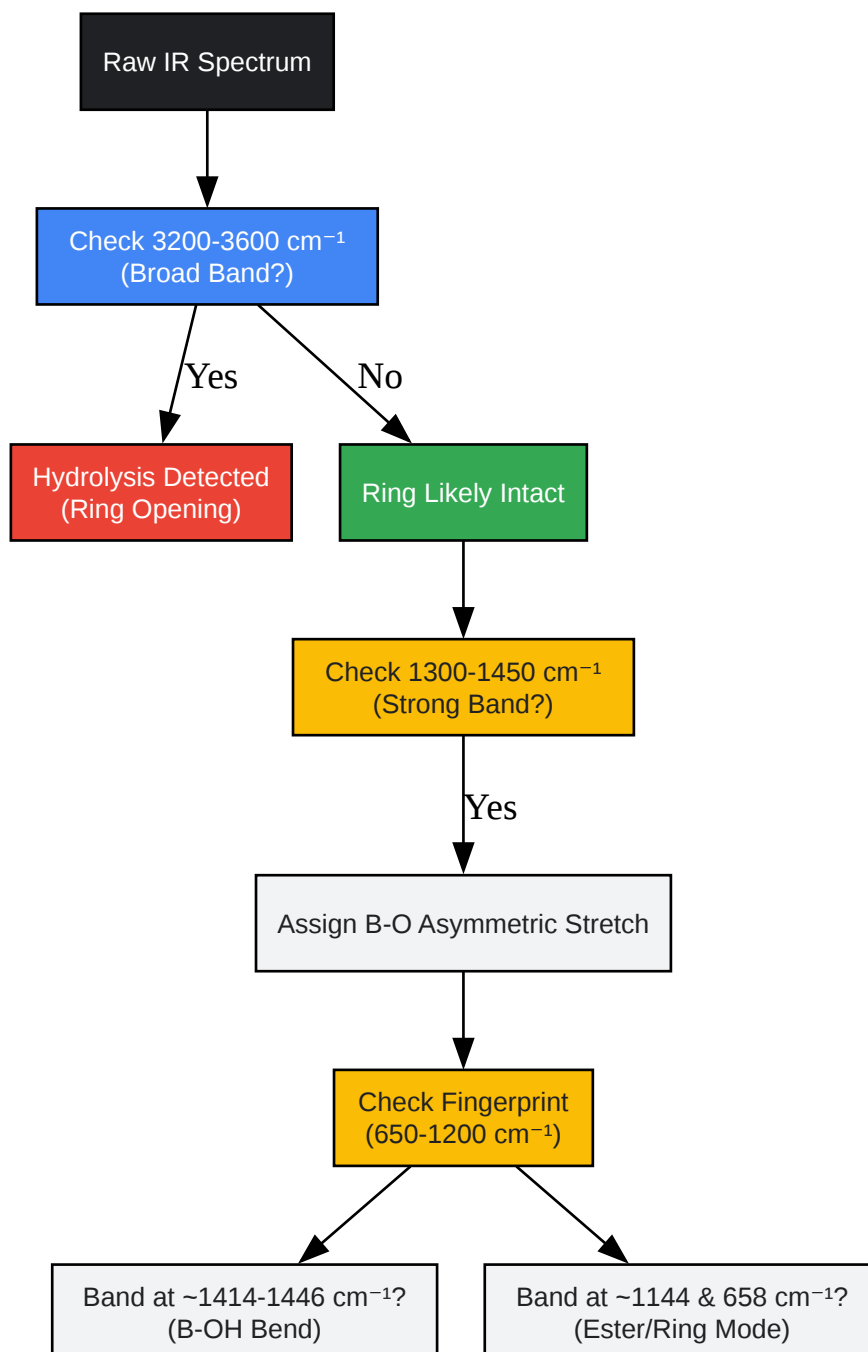 Raw IR Spectrum
Check 3200-3600 cm⁻¹
(Broad Band?)
Yes
No
Hydrolysis Detected
(Ring Opening)
Ring Likely Intact
Check 1300-1450 cm⁻¹
(Strong Band?)
Yes
Assign B-O Asymmetric Stretch
Check Fingerprint
(650-1200 cm⁻¹)
Band at ~1414-1446 cm⁻¹?
(B-OH Bend)
Band at ~1144 & 658 cm⁻¹?
(Ester/Ring Mode)